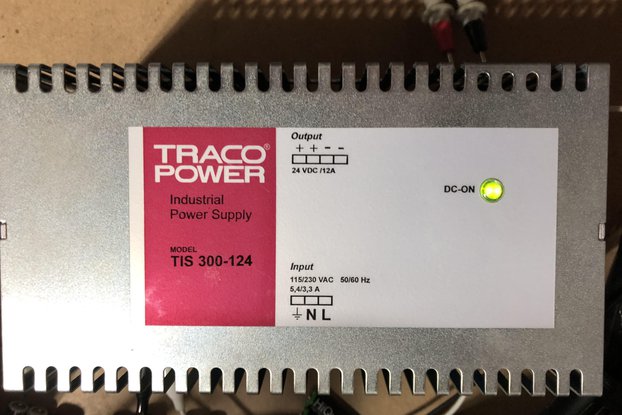 TRACO®
POWER
Industrial
Power Supply
MODEL
TIS 300-124
Output
+ + - -
24 VDC /12A
DC-ON
Input
115/230 VAC 50/60 Hz
5,4/3,3 A
⏚ N L